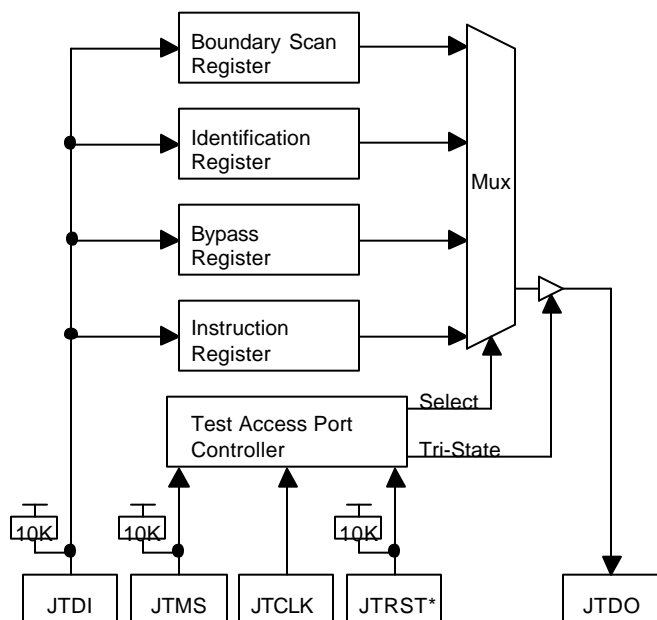 Boundary Scan
Register
Identification
Register
Mux
Bypass
Register
Instruction
Register
Select
Test Access Port
Controller
Tri-State
10K
10K
10K
JTDI
JTMS
JTCLK
JTRST*
JTDO